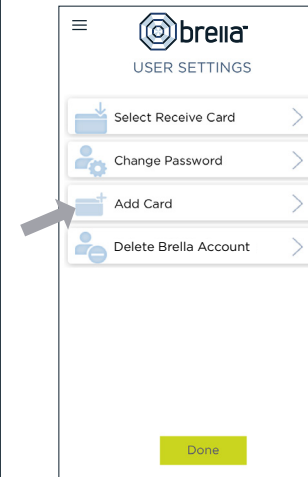 brella
USER SETTINGS
Select Receive Card
Change Password
Add Card
Delete Brella Account
Done